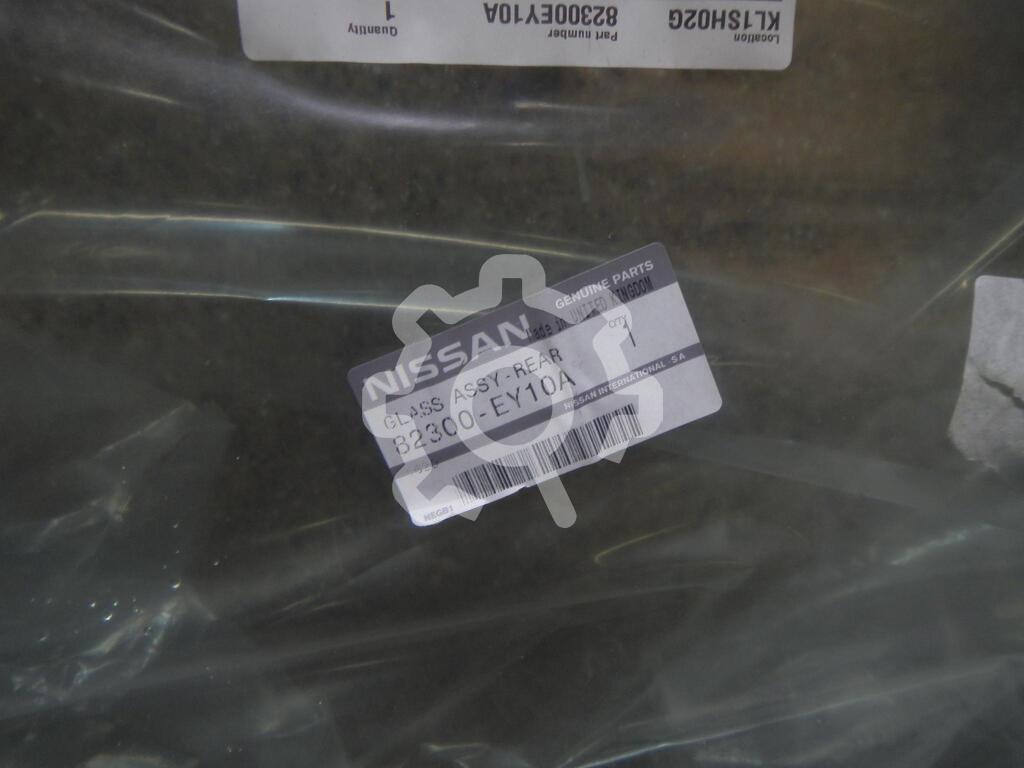 Location
KL1SH02G
Part number
82300EY10A
Quantity
1
NISSAN
GENUINE PARTS
Made in UNITED KINGDOM
GLASS ASSY-REAR
QTY
1
82300-EY10A
NISSAN INTERNATIONAL SA
NEGB1